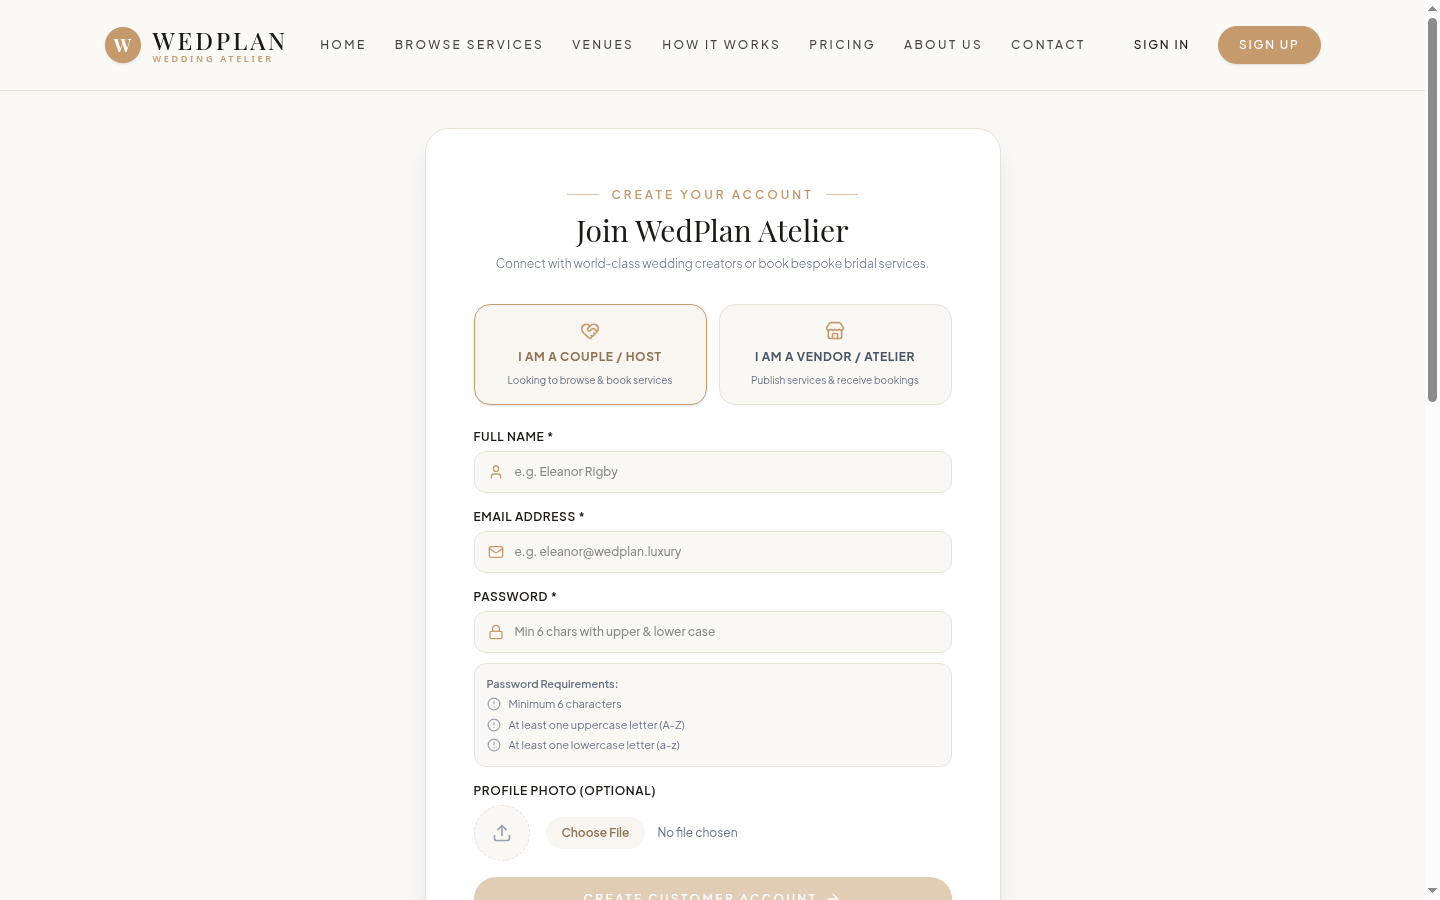 W WEDPLAN
WEDDING ATELIER
HOME BROWSE SERVICES VENUES HOW IT WORKS PRICING ABOUT US CONTACT SIGN IN SIGN UP
CREATE YOUR ACCOUNT
Join WedPlan Atelier
Connect with world-class wedding creators or book bespoke bridal services.
I AM A COUPLE / HOST
Looking to browse & book services
I AM A VENDOR / ATELIER
Publish services & receive bookings
FULL NAME *
e.g. Eleanor Rigby
EMAIL ADDRESS *
e.g. eleanor@wedplan.luxury
PASSWORD *
Min 6 chars with upper & lower case
Password Requirements:
Minimum 6 characters
At least one uppercase letter (A-Z)
At least one lowercase letter (a-z)
PROFILE PHOTO (OPTIONAL)
Choose File No file chosen
CREATE CUSTOMER ACCOUNT →